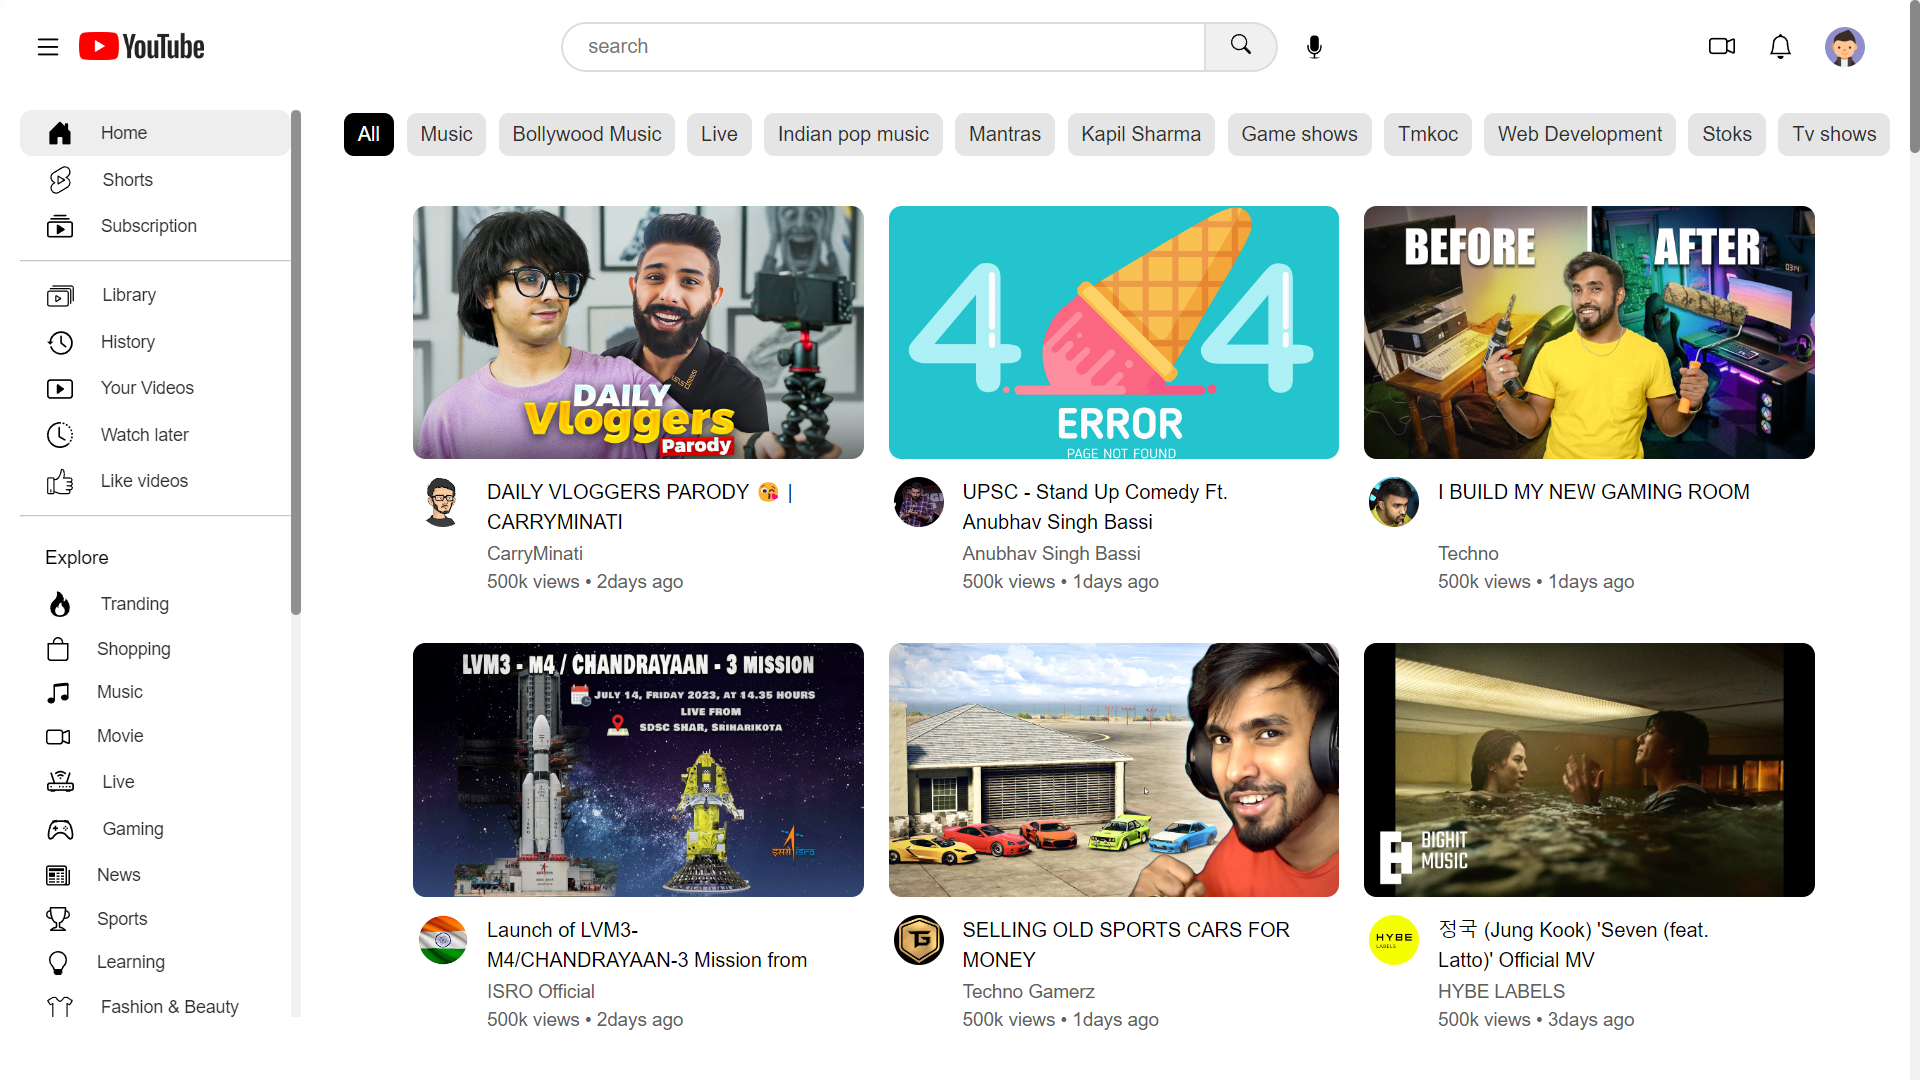 YouTube
search
Home
Shorts
Subscription
Library
History
Your Videos
Watch later
Like videos
Explore
Tranding
Shopping
Music
Movie
Live
Gaming
News
Sports
Learning
Fashion & Beauty
All
Music
Bollywood Music
Live
Indian pop music
Mantras
Kapil Sharma
Game shows
Tmkoc
Web Development
Stoks
Tv shows
DAILY
Vloggers
Parody
DAILY VLOGGERS PARODY 😘 |
CARRYMINATI
CarryMinati
500k views • 2days ago
4 4
ERROR
PAGE NOT FOUND
UPSC - Stand Up Comedy Ft.
Anubhav Singh Bassi
Anubhav Singh Bassi
500k views • 1days ago
BEFORE
AFTER
I BUILD MY NEW GAMING ROOM
Techno
500k views • 1days ago
LVM3 - M4 / CHANDRAYAAN - 3 MISSION
JULY 14, FRIDAY 2023, AT 14.35 HOURS
LIVE FROM
SDSC SHAR, SRIHARIKOTA
इसरो isro
Launch of LVM3-
M4/CHANDRAYAAN-3 Mission from
ISRO Official
500k views • 2days ago
TG
SELLING OLD SPORTS CARS FOR
MONEY
Techno Gamerz
500k views • 1days ago
BIGHIT
MUSIC
HYBE
LABELS
정국 (Jung Kook) 'Seven (feat.
Latto)' Official MV
HYBE LABELS
500k views • 3days ago